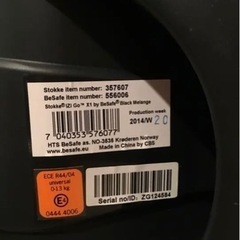 Stokke item number: 357607
BeSafe item number: 556006
Stokke® iZi Go™ X1 by BeSafe® Black Melange
Production week
2014/W 20
7 040353 576077
HTS BeSafe as. NO-3535 Krøderen Norway
www.besafe.eu
Made in China by CBS
ECE R44/04
universal
0-13 kg
E4
0444 4006
Serial no/ID: ZG124584